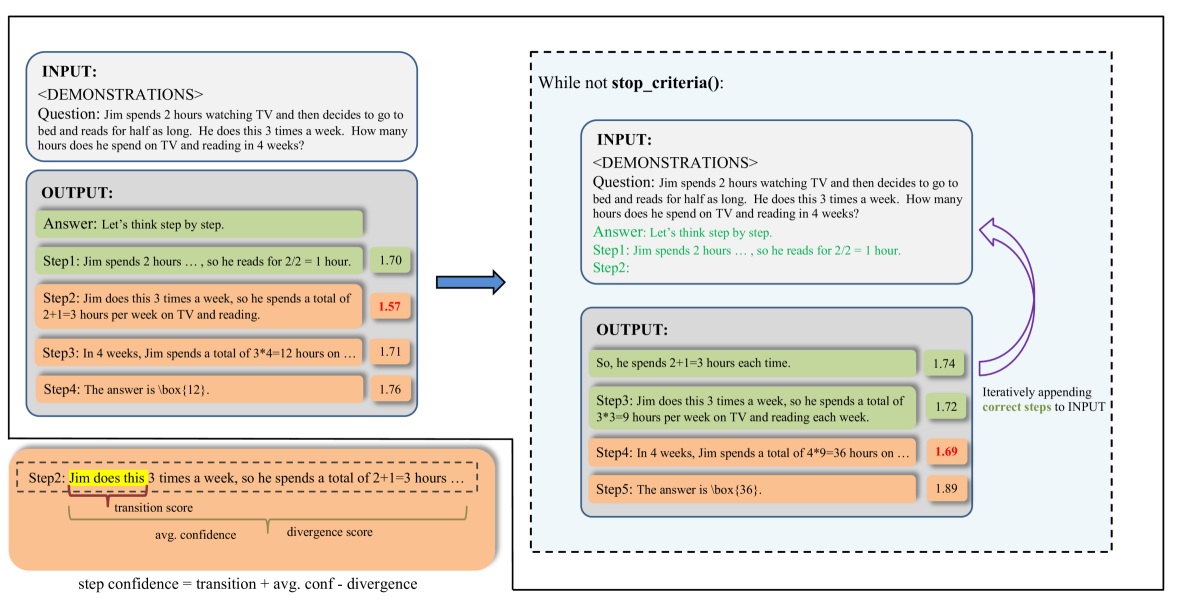 INPUT:
<DEMONSTRATIONS>
Question: Jim spends 2 hours watching TV and then decides to go to
bed and reads for half as long. He does this 3 times a week. How many
hours does he spend on TV and reading in 4 weeks?
OUTPUT:
Answer: Let's think step by step.
Step1: Jim spends 2 hours … , so he reads for 2/2 = 1 hour.
1.70
Step2: Jim does this 3 times a week, so he spends a total of
2+1=3 hours per week on TV and reading.
1.57
Step3: In 4 weeks, Jim spends a total of 3*4=12 hours on …
1.71
Step4: The answer is \box{12}.
1.76
Step2: Jim does this 3 times a week, so he spends a total of 2+1=3 hours …
transition score
avg. confidence
divergence score
step confidence = transition + avg. conf - divergence
While not stop_criteria():
INPUT:
<DEMONSTRATIONS>
Question: Jim spends 2 hours watching TV and then decides to go to
bed and reads for half as long. He does this 3 times a week. How many
hours does he spend on TV and reading in 4 weeks?
Answer: Let's think step by step.
Step1: Jim spends 2 hours … , so he reads for 2/2 = 1 hour.
Step2:
OUTPUT:
So, he spends 2+1=3 hours each time.
1.74
Step3: Jim does this 3 times a week, so he spends a total of
3*3=9 hours per week on TV and reading each week.
1.72
Step4: In 4 weeks, Jim spends a total of 4*9=36 hours on …
1.69
Step5: The answer is \box{36}.
1.89
Iteratively appending
correct steps to INPUT